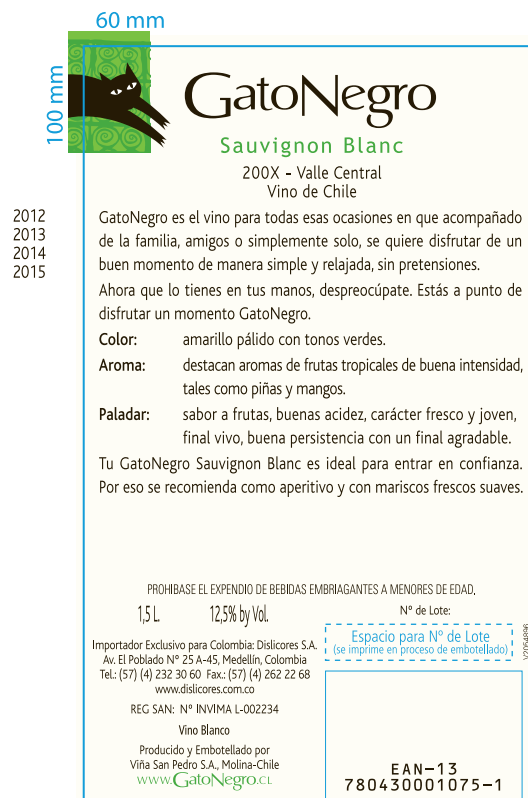 60 mm
100 mm
GatoNegro
Sauvignon Blanc
200X - Valle Central
Vino de Chile
2012
2013
2014
2015
GatoNegro es el vino para todas esas ocasiones en que acompañado
de la familia, amigos o simplemente solo, se quiere disfrutar de un
buen momento de manera simple y relajada, sin pretensiones.
Ahora que lo tienes en tus manos, despreocúpate. Estás a punto de
disfrutar un momento GatoNegro.
Color: amarillo pálido con tonos verdes.
Aroma: destacan aromas de frutas tropicales de buena intensidad,
tales como piñas y mangos.
Paladar: sabor a frutas, buenas acidez, carácter fresco y joven,
final vivo, buena persistencia con un final agradable.
Tu GatoNegro Sauvignon Blanc es ideal para entrar en confianza.
Por eso se recomienda como aperitivo y con mariscos frescos suaves.
PROHIBASE EL EXPENDIO DE BEBIDAS EMBRIAGANTES A MENORES DE EDAD.
1,5 L. 12,5% by Vol.
Nº de Lote:
Espacio para Nº de Lote
(se imprime en proceso de embotellado)
V2054896
Importador Exclusivo para Colombia: Dislicores S.A.
Av. El Poblado Nº 25 A-45, Medellín, Colombia
Tel.: (57) (4) 232 30 60 Fax.: (57) (4) 262 22 68
www.dislicores.com.co
REG SAN: Nº INVIMA L-002234
Vino Blanco
Producido y Embotellado por
Viña San Pedro S.A., Molina-Chile
WWW.GatoNegro.CL
EAN-13
780430001075-1